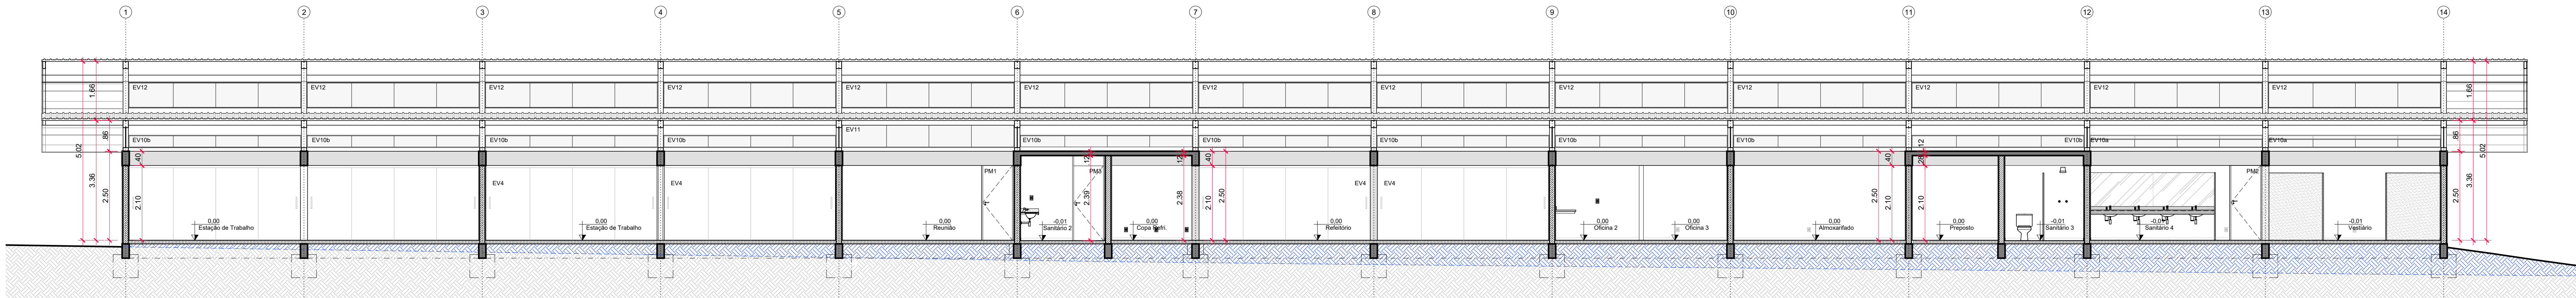 1 2 3 4 5 6 7 8 9 10 11 12 13 14
EV12 EV12 EV12 EV12 EV12 EV12 EV12 EV12 EV12 EV12 EV12 EV12 EV12
1.66 1.66
EV11
EV10b EV10b EV10b EV10b EV10b EV10b EV10b EV10b EV10b EV10b EV10a EV10a
.86 .86
5.02 5.02
.40 .12 .12 .40 .40 .28 .12
3.36 2.50 2.10 2.39 2.38 2.10 2.50 2.50 2.10 2.10 2.50 3.36
PM1 PM3 PM2
EV4 EV4 EV4 EV4
0,00 0,00 0,00 -0,01 0,00 0,00 0,00 0,00 0,00 0,00 -0,01 -0,01 -0,01
Estação de Trabalho Estação de Trabalho Reunião Sanitário 2 Copa Refri. Refeitório Oficina 2 Oficina 3 Almoxarifado Preposto Sanitário 3 Sanitário 4 Vestiário